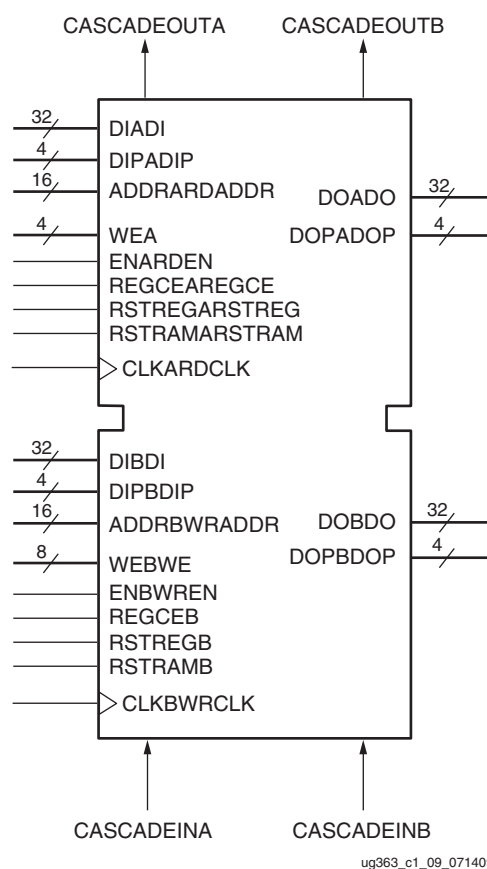 CASCADEOUTA CASCADEOUTB
32 DIADI
4 DIPADIP
16 ADDRARDADDR
DOADO 32
4 WEA
DOPADOP 4
ENARDEN
REGCEAREGCE
RSTREGARSTREG
RSTRAMARSTRAM
CLKARDCLK
32 DIBDI
4 DIPBDIP
16 ADDRBWRADDR
DOBDO 32
8 WEBWE
DOPBDOP 4
ENBWREN
REGCEB
RSTREGB
RSTRAMB
CLKBWRCLK
CASCADEINA CASCADEINB
ug363_c1_09_07140